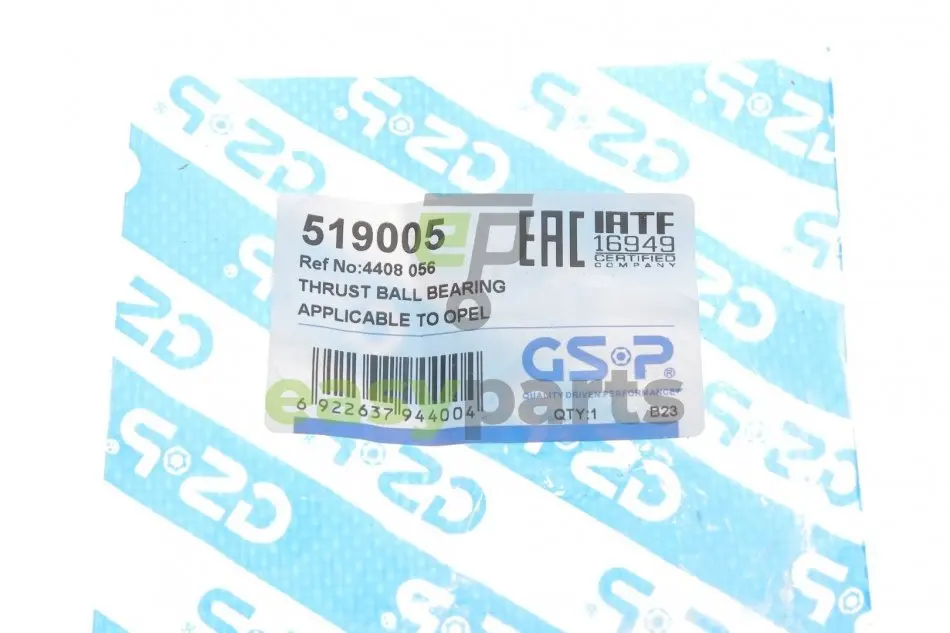 519005
Ref No:4408 056
THRUST BALL BEARING
APPLICABLE TO OPEL
EAC
IATF
16949
CERTIFIED
COMPANY
GSP®
QUALITY DRIVEN PERFORMANCE
QTY:1
B23
6 922637 944004
ep
easyparts